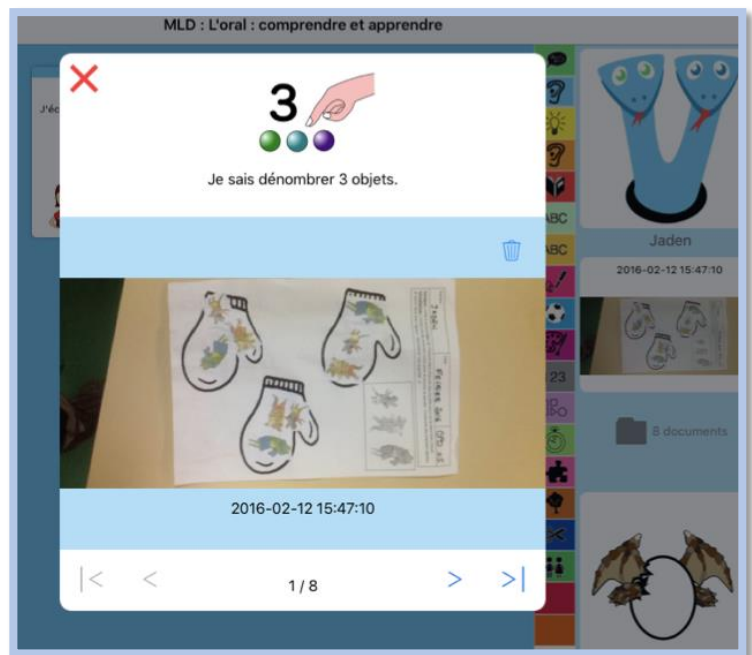 MLD : L'oral : comprendre et apprendre
J'éc
3
Je sais dénombrer 3 objets.
2016-02-12 15:47:10
|< < 1 / 8 > >|
ABC
ABC
123
Jaden
2016-02-12 15:47:10
8 documents